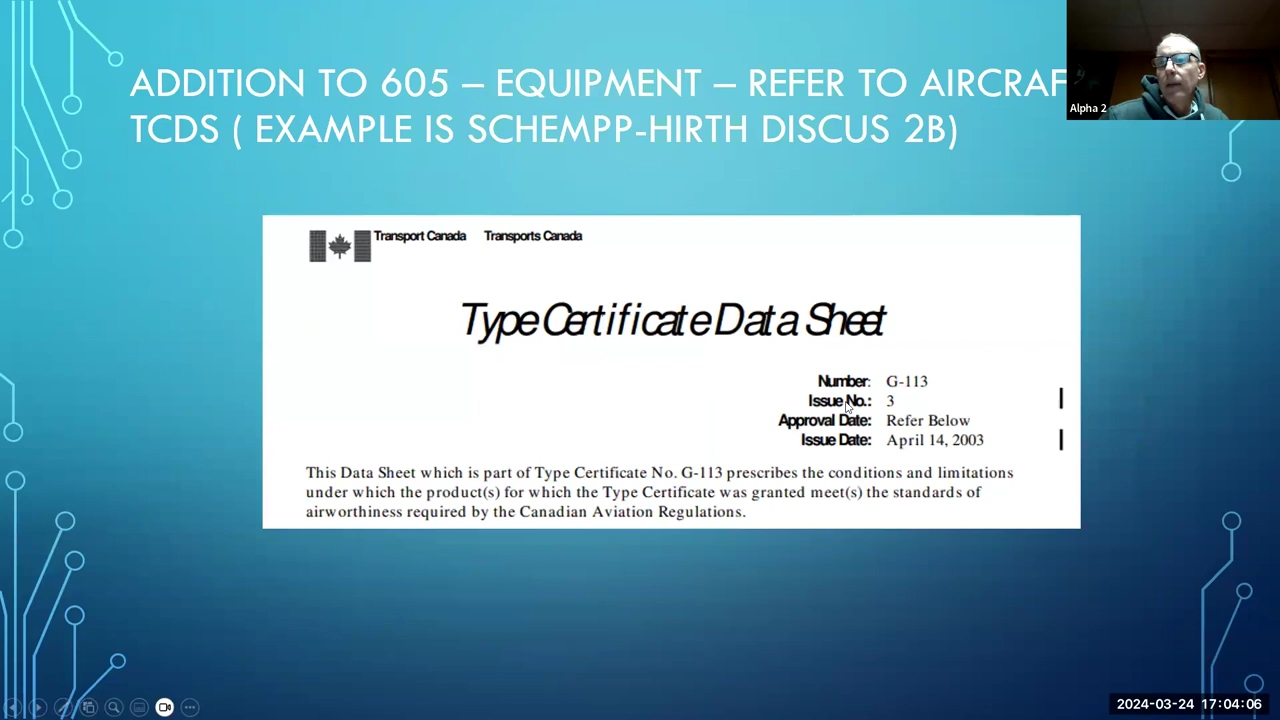 ADDITION TO 605 – EQUIPMENT – REFER TO AIRCRAF
TCDS ( EXAMPLE IS SCHEMPP-HIRTH DISCUS 2B)
Alpha 2
Transport Canada Transports Canada
Type Certificate Data Sheet
Number: G-113
Issue No.: 3
Approval Date: Refer Below
Issue Date: April 14, 2003
This Data Sheet which is part of Type Certificate No. G-113 prescribes the conditions and limitations
under which the product(s) for which the Type Certificate was granted meet(s) the standards of
airworthiness required by the Canadian Aviation Regulations.
2024-03-24 17:04:06